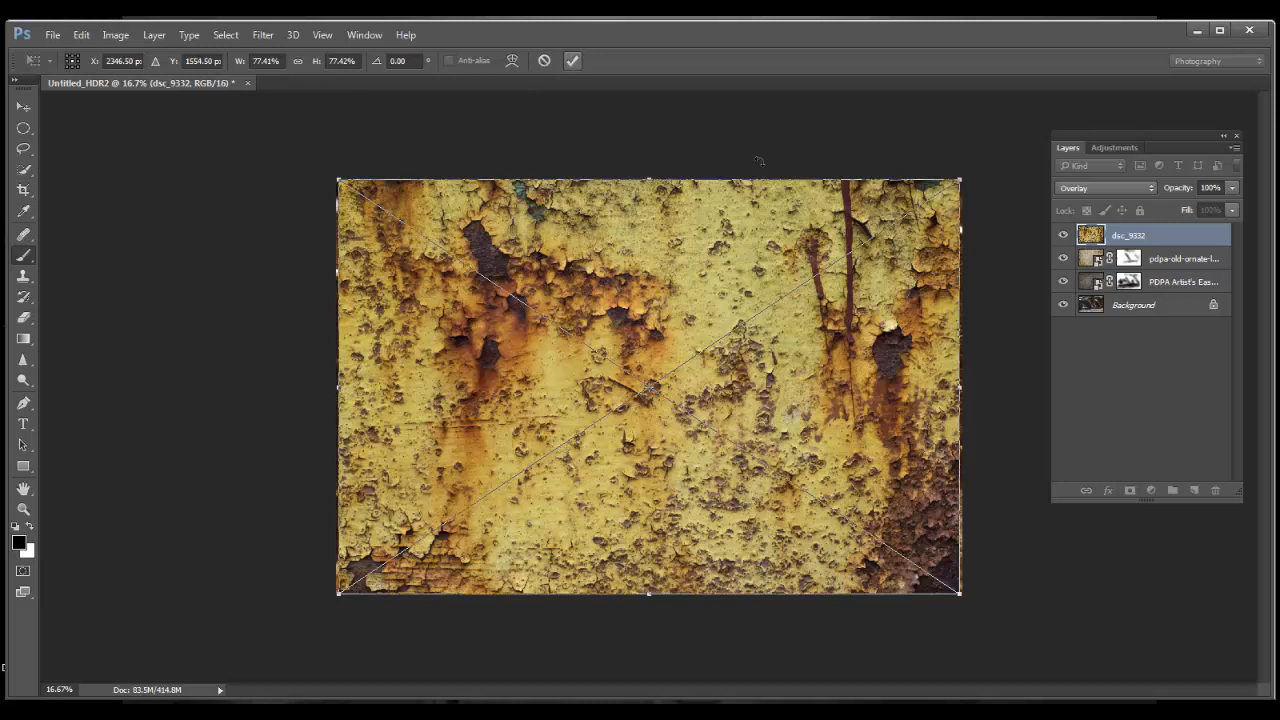 Ps File Edit Image Layer Type Select Filter 3D View Window Help
X: 2346.50 px Y: 1554.50 px W: 77.41% H: 77.42% 0.00 ° Anti-alias Photography
Untitled_HDR2 @ 16.7% (dsc_9332, RGB/16) * ×
Layers Adjustments
Kind
Overlay Opacity: 100%
Lock: Fill: 100%
dsc_9332
pdpa-old-ornate-l...
PDPA Artist's Eas...
Background
16.67% Doc: 83.5M/414.8M